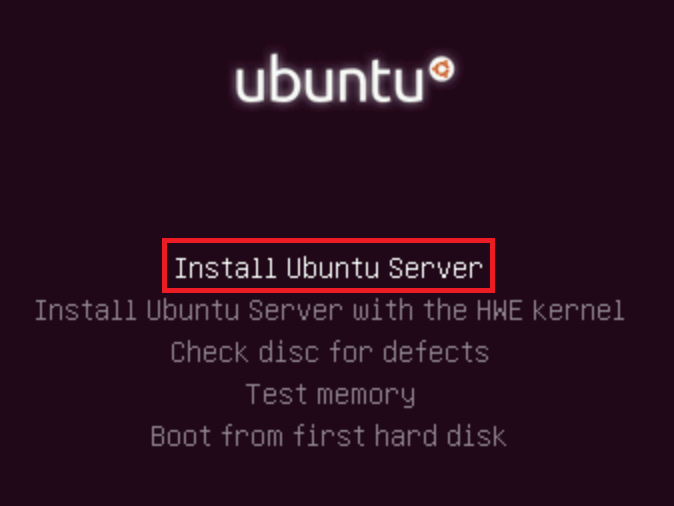 ubuntu
Install Ubuntu Server
Install Ubuntu Server with the HWE kernel
Check disc for defects
Test memory
Boot from first hard disk